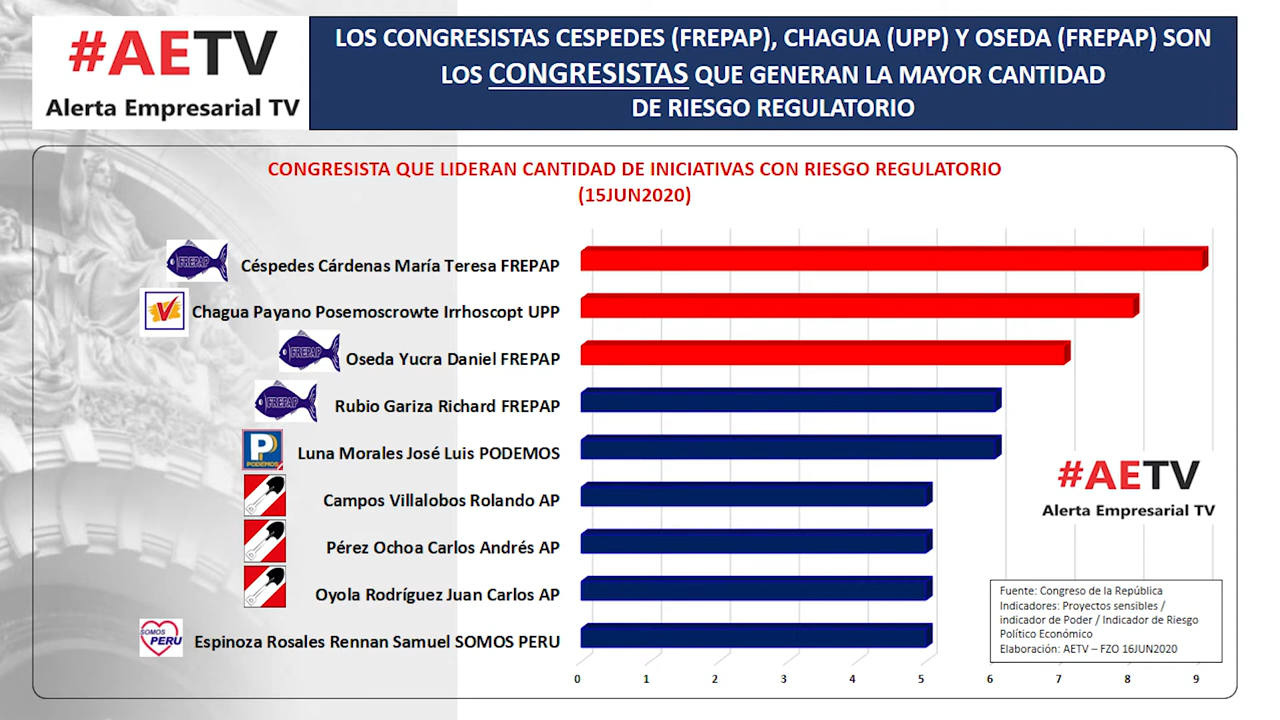 #AETV
Alerta Empresarial TV
LOS CONGRESISTAS CESPEDES (FREPAP), CHAGUA (UPP) Y OSEDA (FREPAP) SON
LOS CONGRESISTAS QUE GENERAN LA MAYOR CANTIDAD
DE RIESGO REGULATORIO
CONGRESISTA QUE LIDERAN CANTIDAD DE INICIATIVAS CON RIESGO REGULATORIO
(15JUN2020)
FREPAP
Céspedes Cárdenas María Teresa FREPAP
Chagua Payano Posemoscrowte Irrhoscopt UPP
FREPAP
Oseda Yucra Daniel FREPAP
FREPAP
Rubio Gariza Richard FREPAP
P
PODEMOS
Luna Morales José Luis PODEMOS
Campos Villalobos Rolando AP
Pérez Ochoa Carlos Andrés AP
Oyola Rodríguez Juan Carlos AP
SOMOS
PERU
Espinoza Rosales Rennan Samuel SOMOS PERU
0 1 2 3 4 5 6 7 8 9
#AETV
Alerta Empresarial TV
Fuente: Congreso de la República
Indicadores: Proyectos sensibles /
indicador de Poder / Indicador de Riesgo
Político Económico
Elaboración: AETV – FZO 16JUN2020